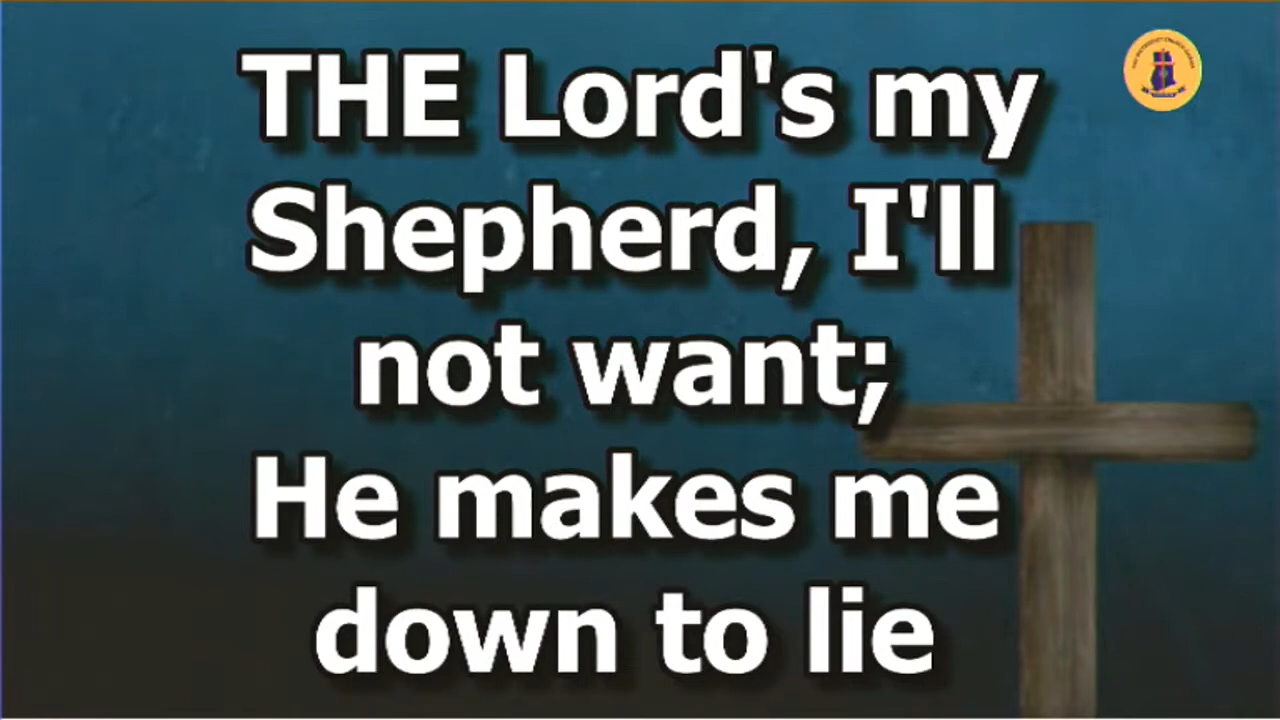 THE Lord's my
Shepherd, I'll
not want;
He makes me
down to lie